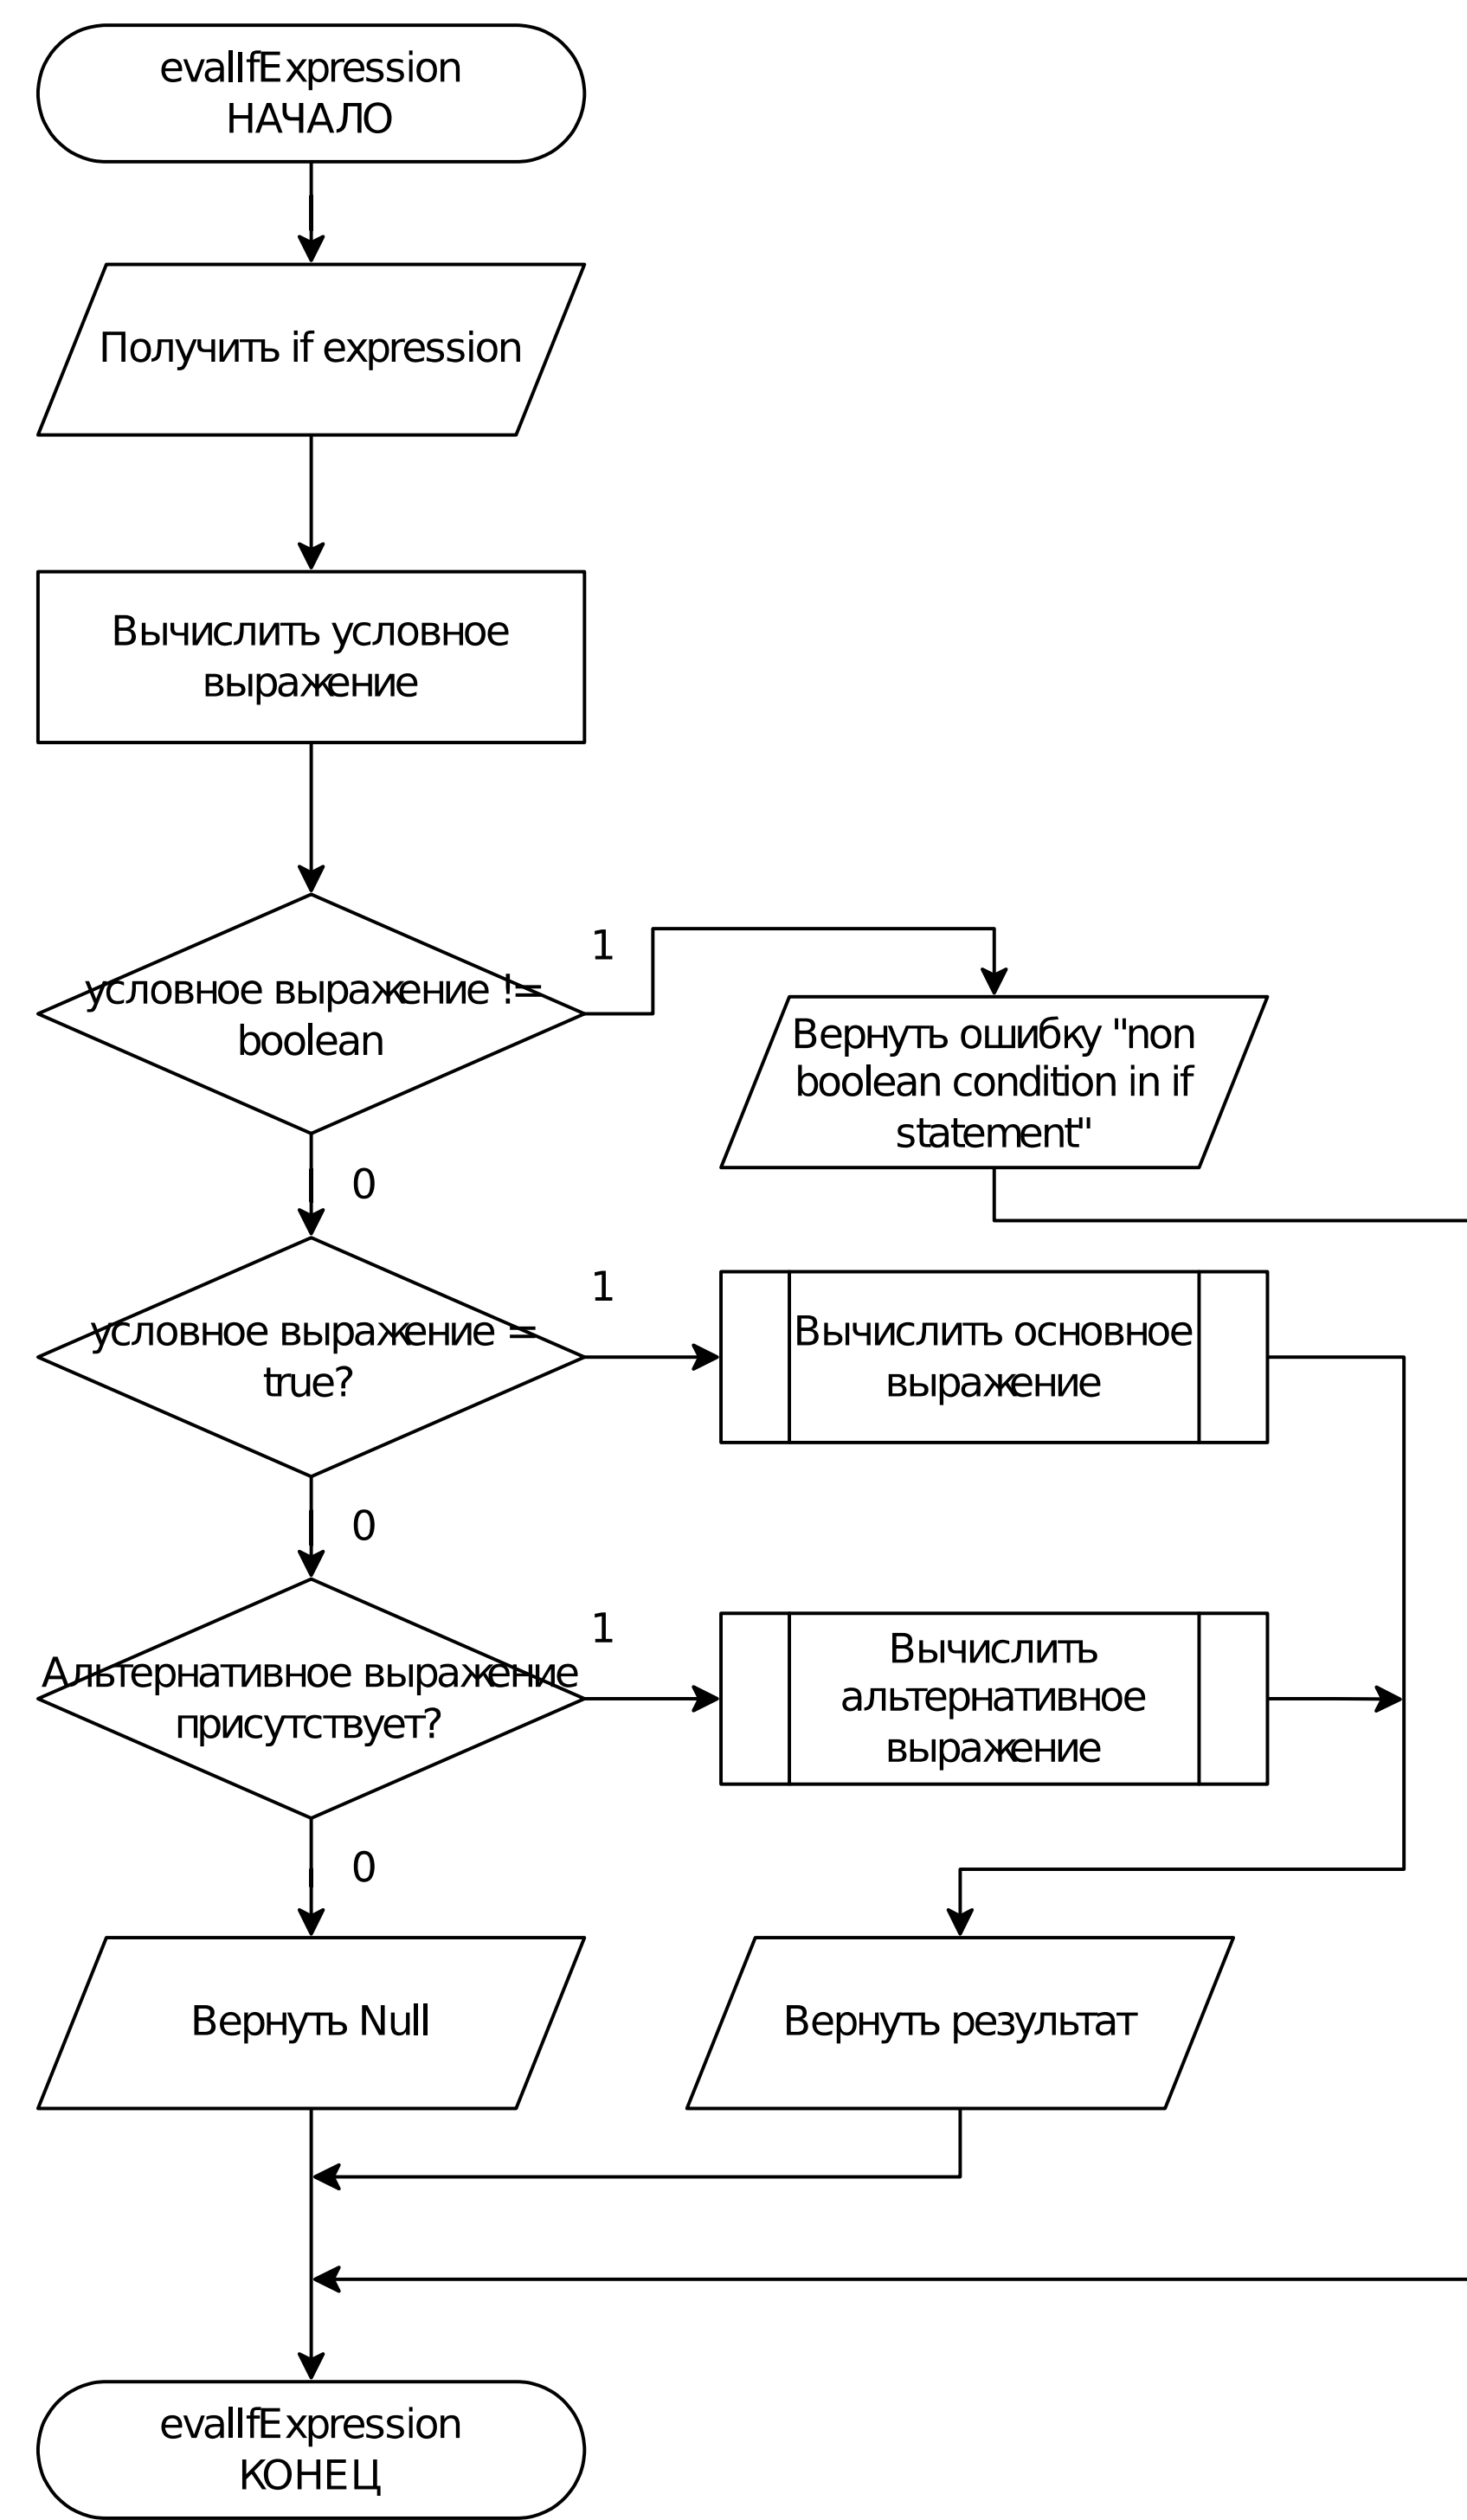 evalIfExpression
НАЧАЛО
Получить if expression
Вычислить условное
выражение
условное выражение !=
boolean
1
0
Вернуть ошибку "non
boolean condition in if
statement"
условное выражение =
true?
1
0
Вычислить основное
выражение
Альтернативное выражение
присутствует?
1
0
Вычислить
альтернативное
выражение
Вернуть Null
Вернуть результат
evalIfExpression
КОНЕЦ